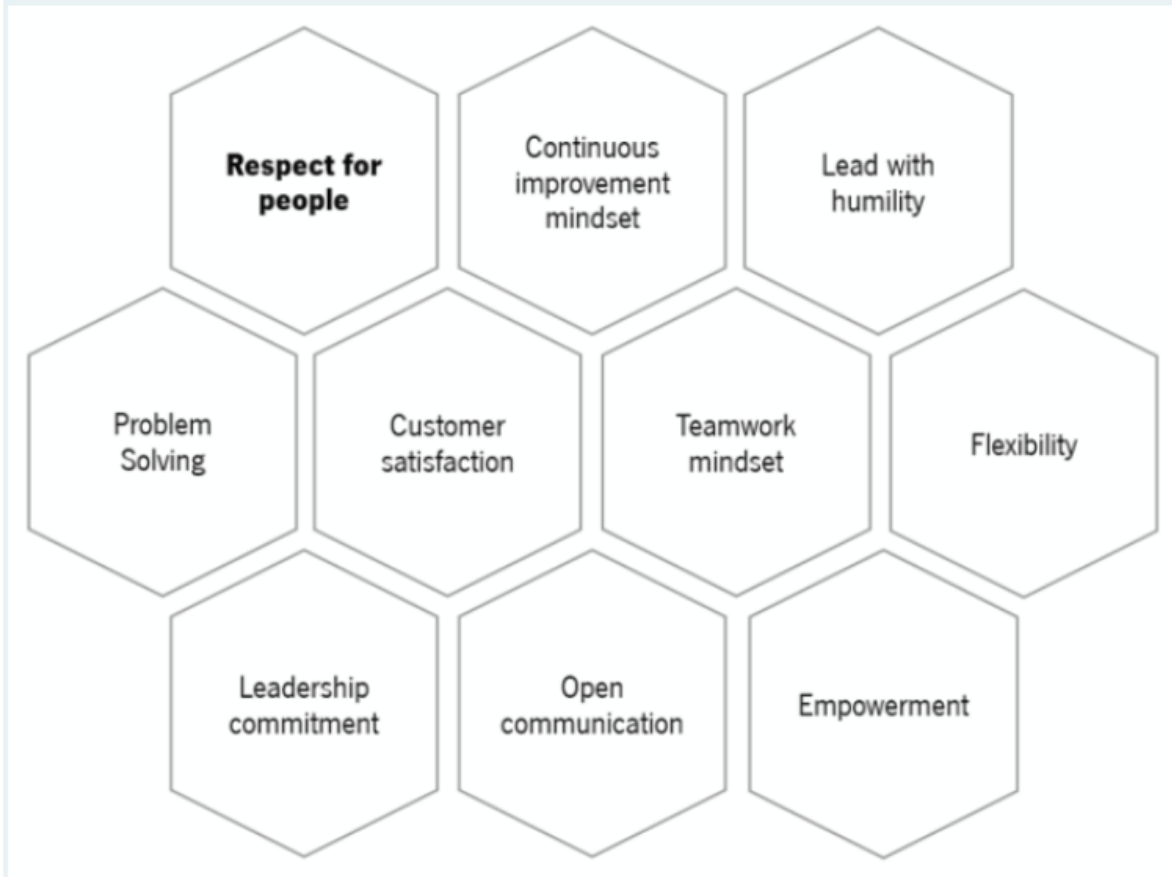 Respect for
people
Continuous
improvement
mindset
Lead with
humility
Problem
Solving
Customer
satisfaction
Teamwork
mindset
Flexibility
Leadership
commitment
Open
communication
Empowerment